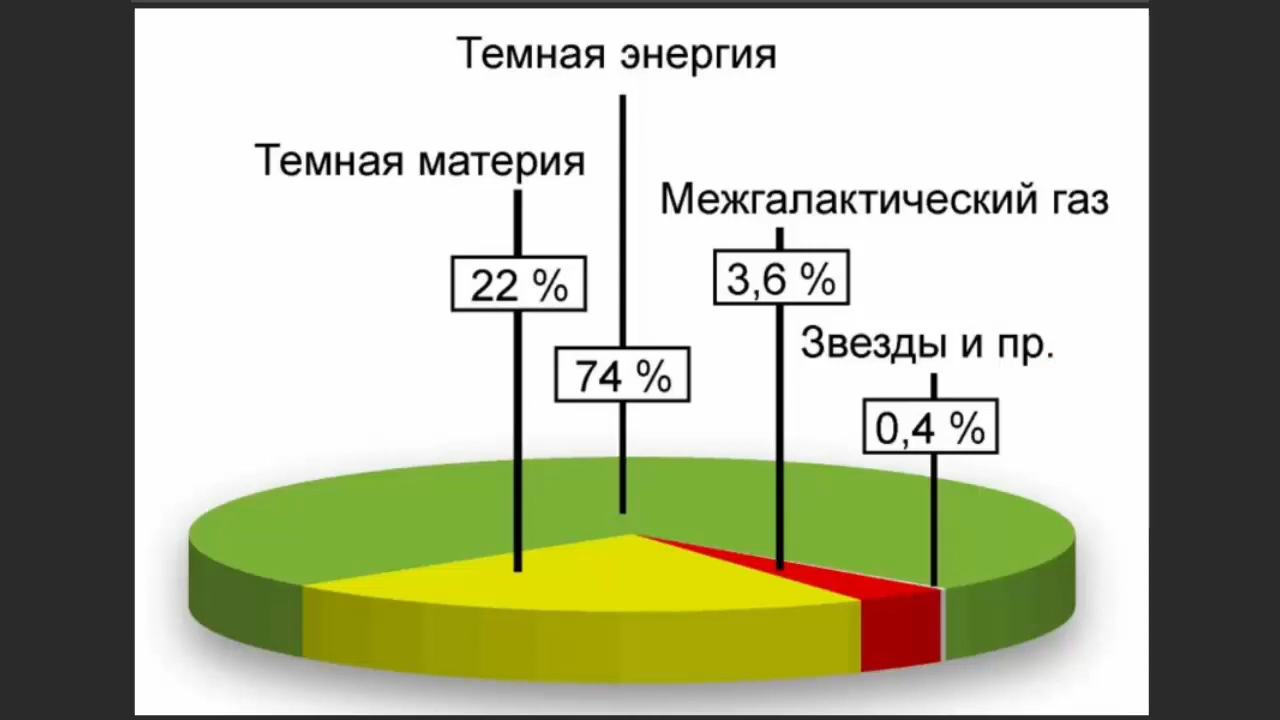 Темная энергия
Темная материя
Межгалактический газ
22 %
3,6 %
Звезды и пр.
74 %
0,4 %